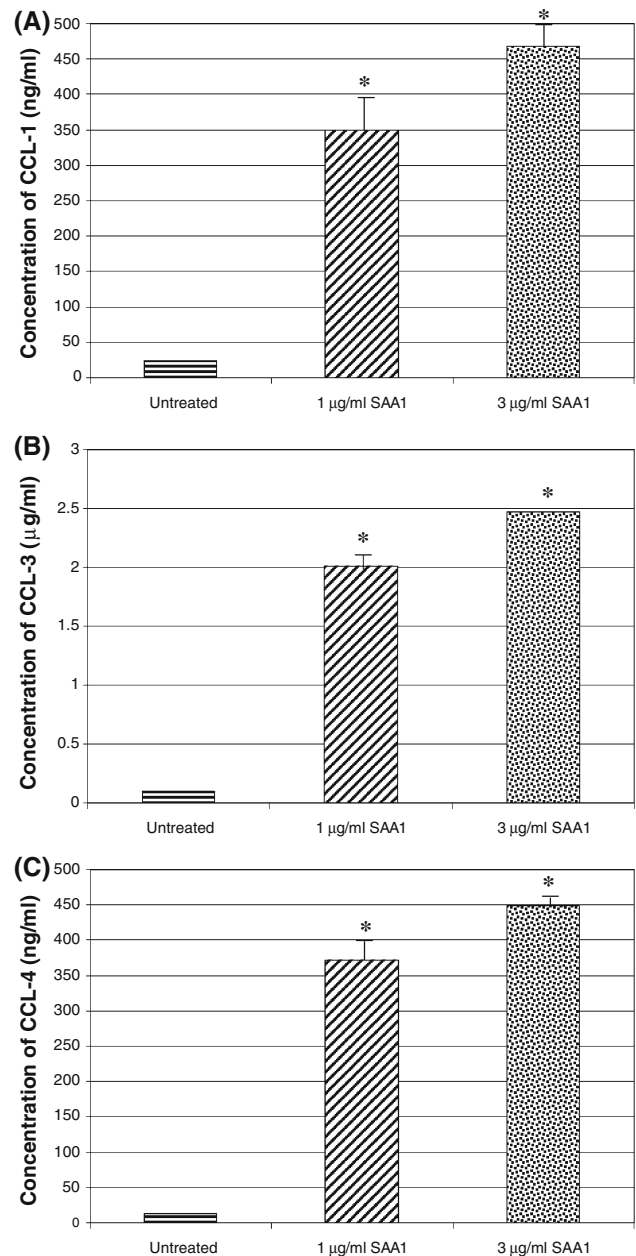 (A)
Concentration of CCL-1 (ng/ml)
500
450
400
350
300
250
200
150
100
50
0
*
*
Untreated
1 µg/ml SAA1
3 µg/ml SAA1
(B)
Concentration of CCL-3 (µg/ml)
3
2.5
2
1.5
1
0.5
0
*
*
Untreated
1 µg/ml SAA1
3 µg/ml SAA1
(C)
Concentration of CCL-4 (ng/ml)
500
450
400
350
300
250
200
150
100
50
0
*
*
Untreated
1 µg/ml SAA1
3 µg/ml SAA1